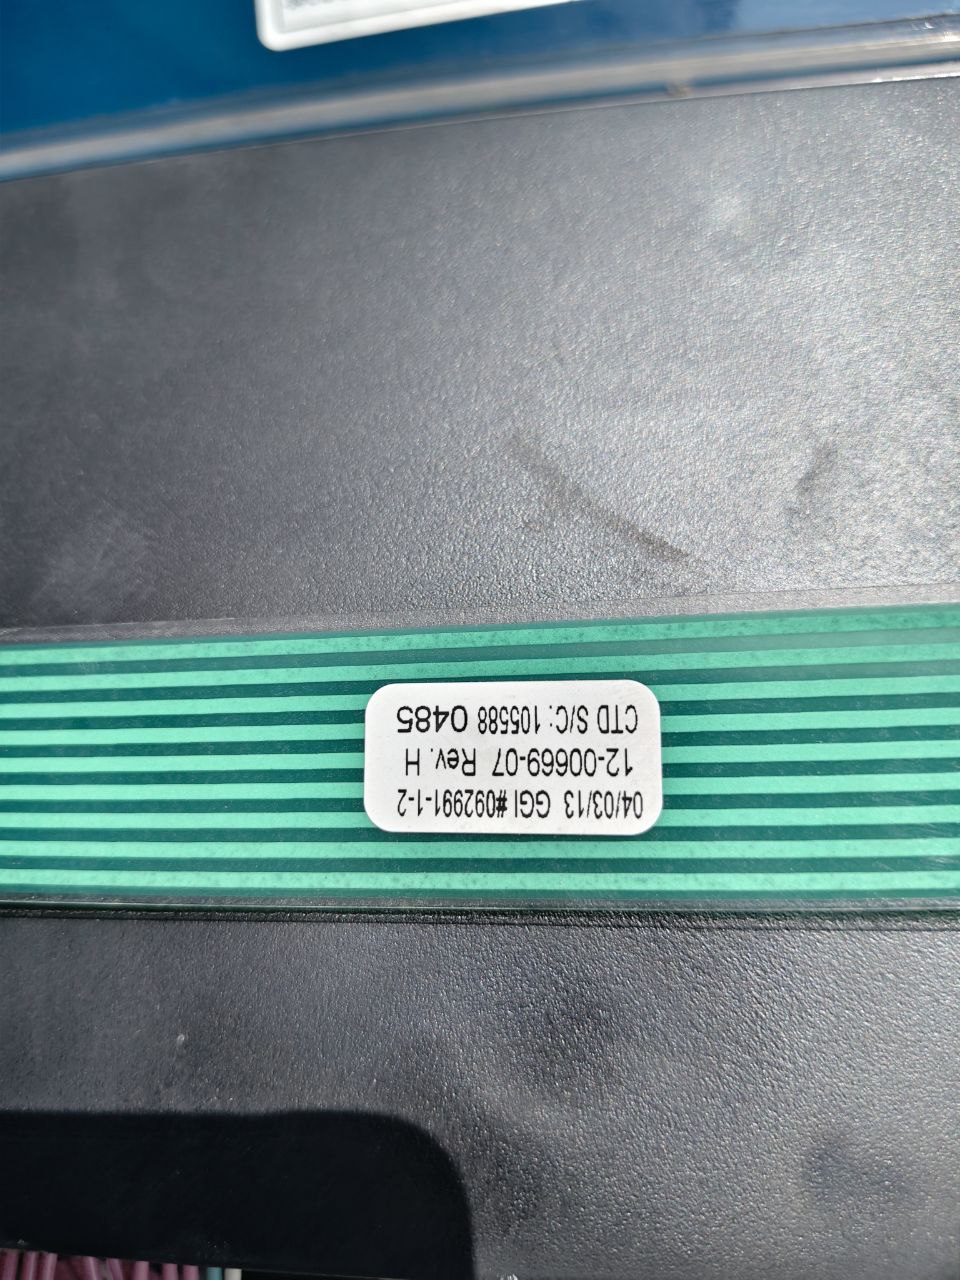 04/03/13 GGI #092991-1-2
12-00669-07 Rev. H
CTD S/C: 105588 0485